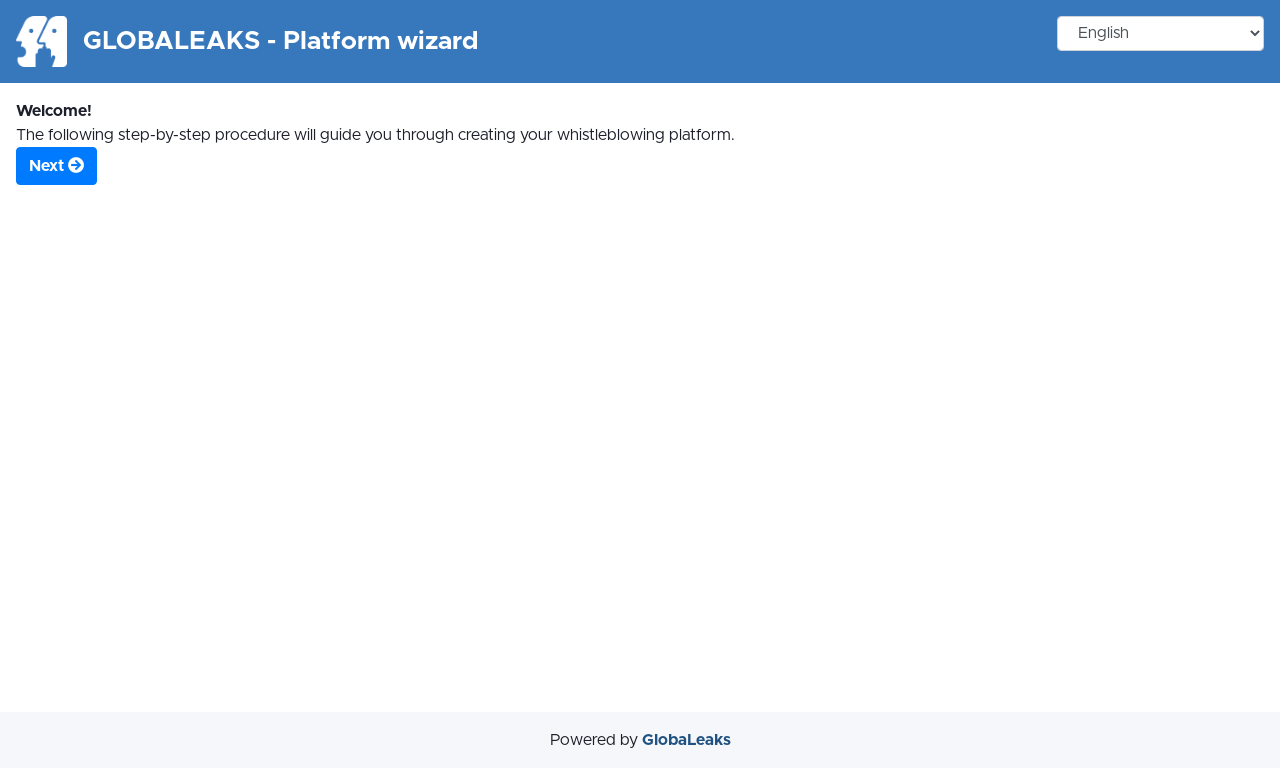 GLOBALEAKS - Platform wizard
English
Welcome!
The following step-by-step procedure will guide you through creating your whistleblowing platform.
Next
Powered by GlobaLeaks